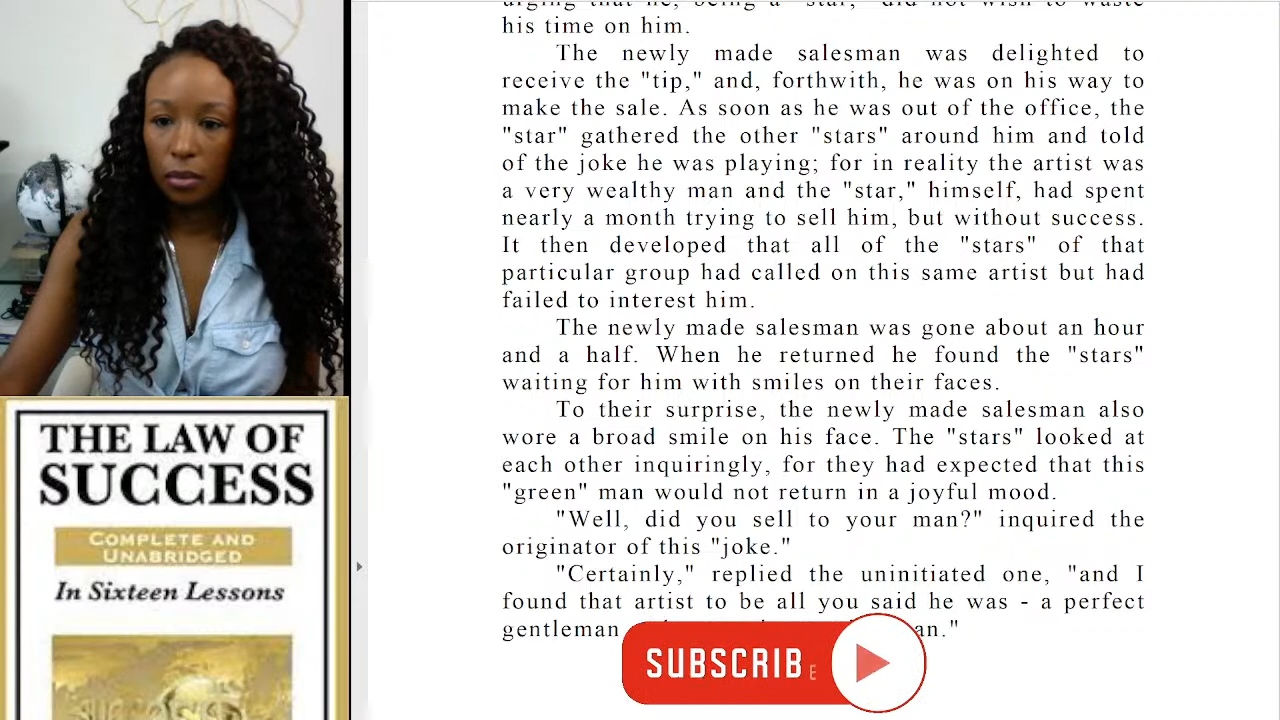 his time on him.
The newly made salesman was delighted to
receive the "tip," and, forthwith, he was on his way to
make the sale. As soon as he was out of the office, the
"star" gathered the other "stars" around him and told
of the joke he was playing; for in reality the artist was
a very wealthy man and the "star," himself, had spent
nearly a month trying to sell him, but without success.
It then developed that all of the "stars" of that
particular group had called on this same artist but had
failed to interest him.
The newly made salesman was gone about an hour
and a half. When he returned he found the "stars"
waiting for him with smiles on their faces.
To their surprise, the newly made salesman also
wore a broad smile on his face. The "stars" looked at
each other inquiringly, for they had expected that this
"green" man would not return in a joyful mood.
"Well, did you sell to your man?" inquired the
originator of this "joke."
"Certainly," replied the uninitiated one, "and I
found that artist to be all you said he was - a perfect
gentleman
SUBSCRIBE
THE LAW OF
SUCCESS
COMPLETE AND
UNABRIDGED
In Sixteen Lessons